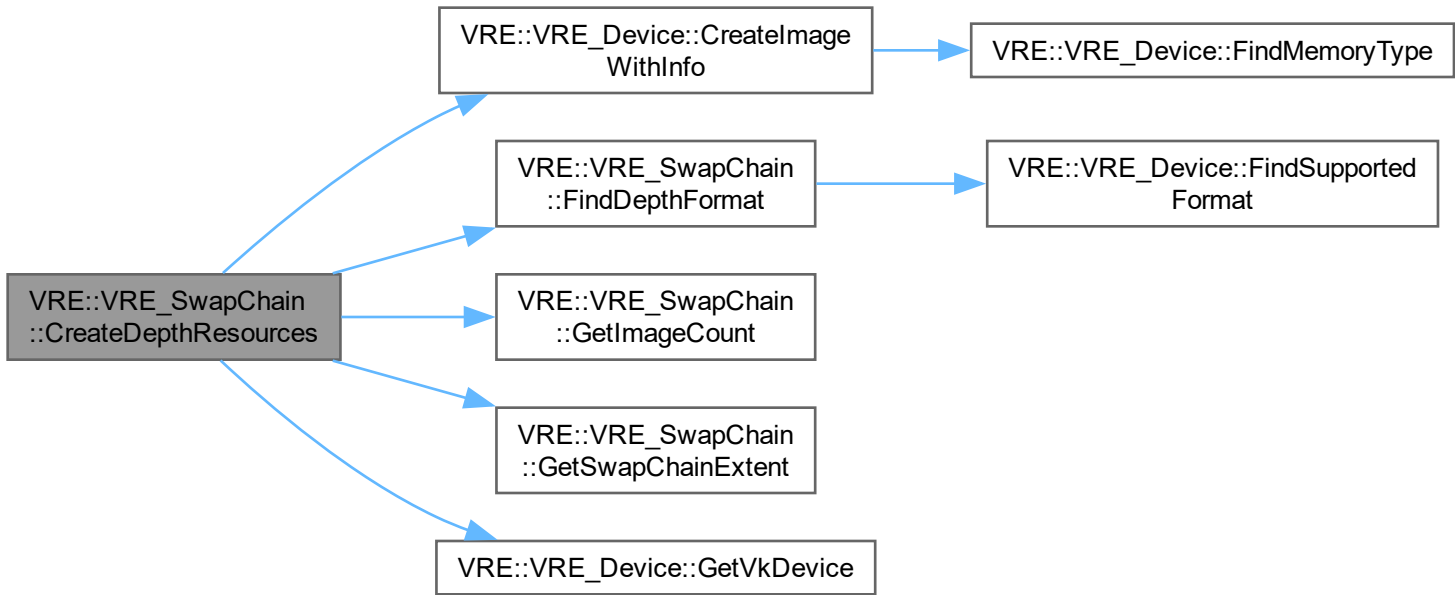 VRE::VRE_Device::CreateImage
WithInfo
VRE::VRE_Device::FindMemoryType
VRE::VRE_SwapChain
::FindDepthFormat
VRE::VRE_Device::FindSupported
Format
VRE::VRE_SwapChain
::CreateDepthResources
VRE::VRE_SwapChain
::GetImageCount
VRE::VRE_SwapChain
::GetSwapChainExtent
VRE::VRE_Device::GetVkDevice